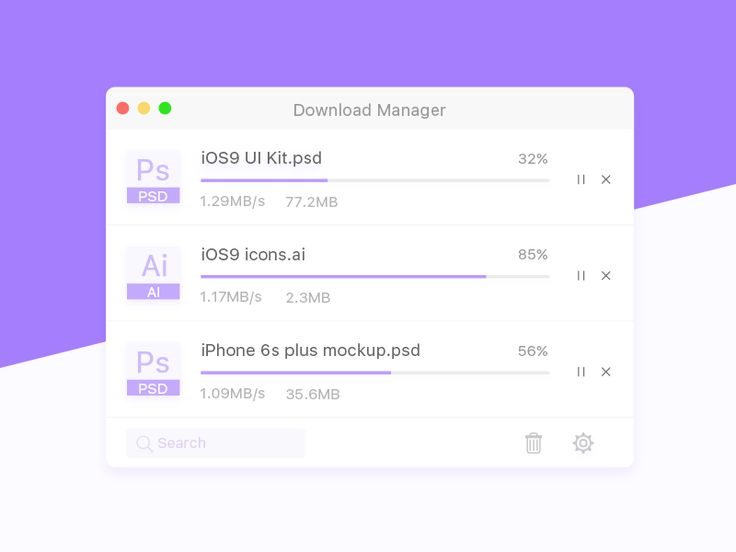 Download Manager
Ps
PSD
iOS9 UI Kit.psd
32%
1.29MB/s 77.2MB
Ai
AI
iOS9 icons.ai
85%
1.17MB/s 2.3MB
Ps
PSD
iPhone 6s plus mockup.psd
56%
1.09MB/s 35.6MB
Search